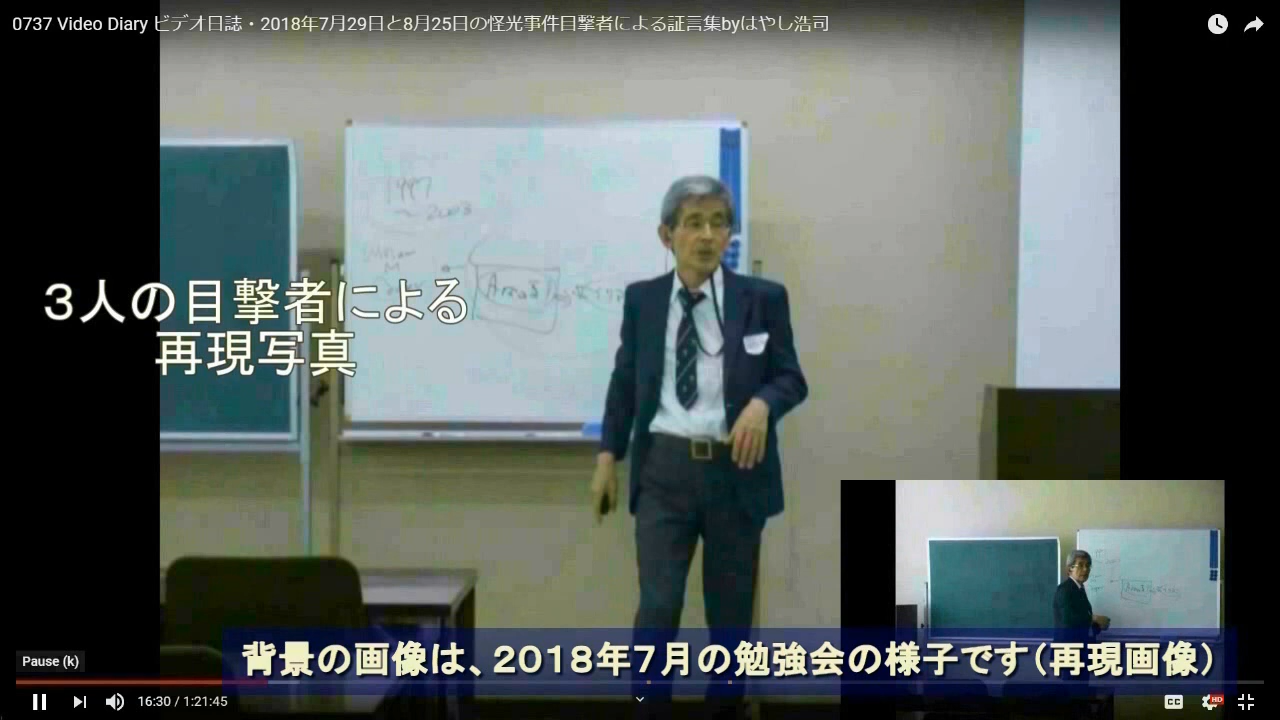 0737 Video Diary ビデオ日誌・2018年7月29日と8月25日の怪光事件目撃者による証言集byはやし浩司
1997
～2003
３人の目撃者による
再現写真
背景の画像は、２０１８年７月の勉強会の様子です（再現画像）
Pause (k)
16:30 / 1:21:45
CC
HD